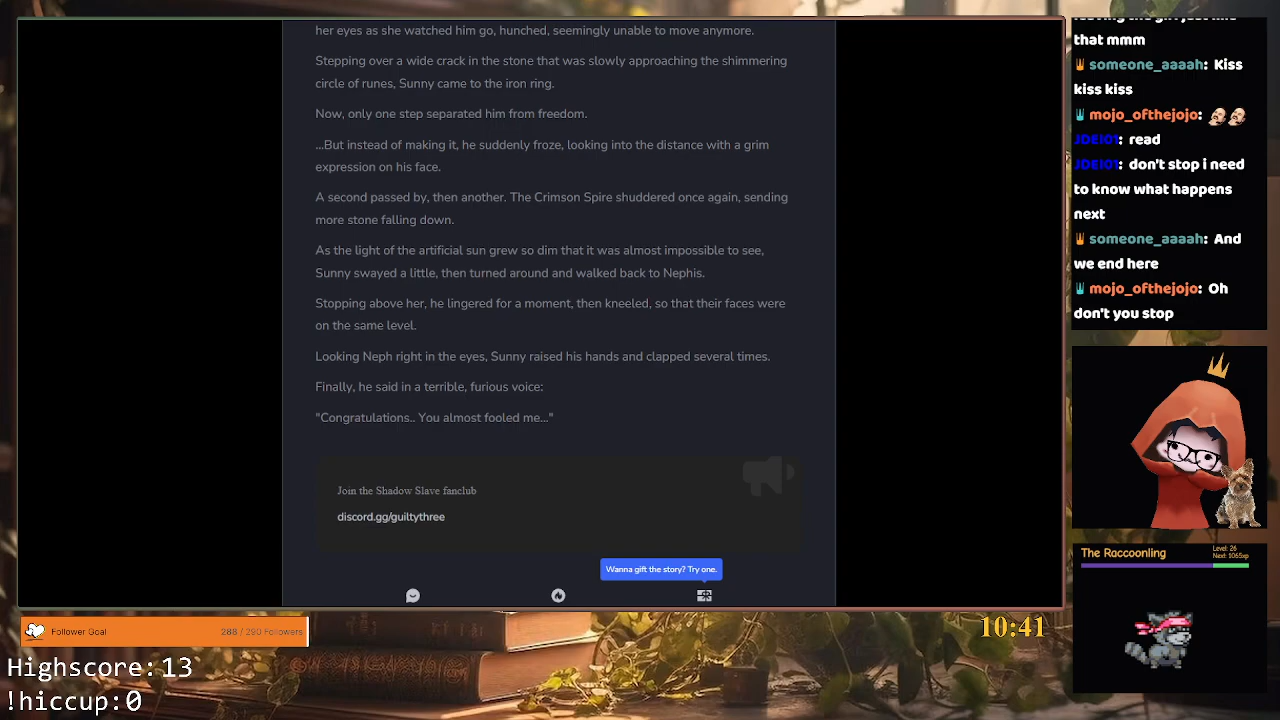 her eyes as she watched him go, hunched, seemingly unable to move anymore.
Stepping over a wide crack in the stone that was slowly approaching the shimmering
circle of runes, Sunny came to the iron ring.
Now, only one step separated him from freedom.
...But instead of making it, he suddenly froze, looking into the distance with a grim
expression on his face.
A second passed by, then another. The Crimson Spire shuddered once again, sending
more stone falling down.
As the light of the artificial sun grew so dim that it was almost impossible to see,
Sunny swayed a little, then turned around and walked back to Nephis.
Stopping above her, he lingered for a moment, then kneeled, so that their faces were
on the same level.
Looking Neph right in the eyes, Sunny raised his hands and clapped several times.
Finally, he said in a terrible, furious voice:
"Congratulations.. You almost fooled me..."
Join the Shadow Slave fanclub
discord.gg/guiltythree
Wanna gift the story? Try one.
that mmm
someone_aaaah: Kiss
kiss kiss
mojo_ofthejojo:
JDEI01: read
JDEI01: don't stop i need
to know what happens
next
someone_aaaah: And
we end here
mojo_ofthejojo: Oh
don't you stop
The Raccoonling
Level: 26
Next: 1065xp
Follower Goal
288 / 290 Followers
10:41
Highscore:13
!hiccup:0